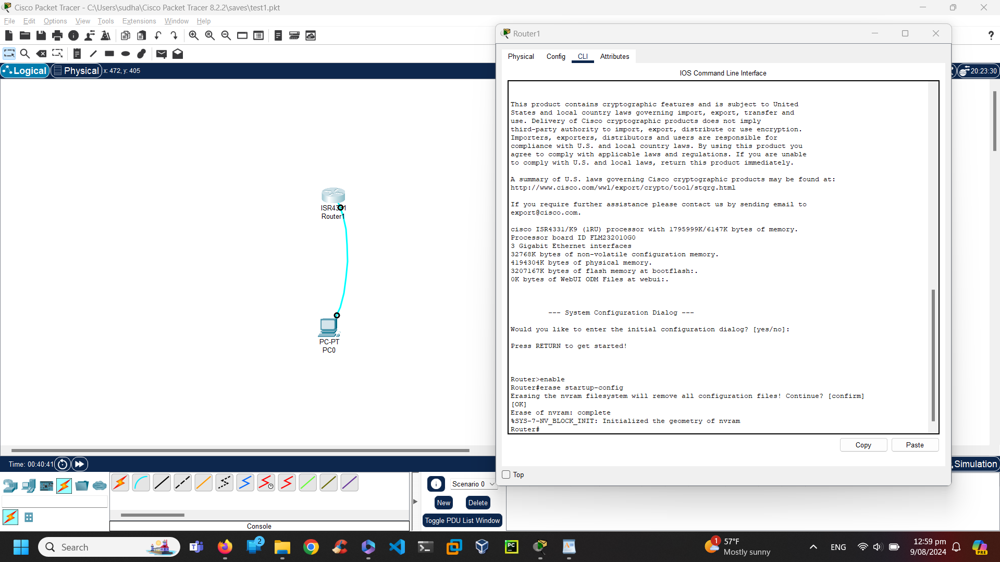 Cisco Packet Tracer - C:\Users\sudha\Cisco Packet Tracer 8.2.2\saves\test1.pkt
File Edit Options View Tools Extensions Window Help
Logical Physical x: 472, y: 405
20:23:30
ISR4331
Router1
PC-PT
PC0
Router1
Physical Config CLI Attributes
IOS Command Line Interface
This product contains cryptographic features and is subject to United
States and local country laws governing import, export, transfer and
use. Delivery of Cisco cryptographic products does not imply
third-party authority to import, export, distribute or use encryption.
Importers, exporters, distributors and users are responsible for
compliance with U.S. and local country laws. By using this product you
agree to comply with applicable laws and regulations. If you are unable
to comply with U.S. and local laws, return this product immediately.
A summary of U.S. laws governing Cisco cryptographic products may be found at:
http://www.cisco.com/wwl/export/crypto/tool/stqrg.html
If you require further assistance please contact us by sending email to
export@cisco.com.
cisco ISR4331/K9 (1RU) processor with 1795999K/6147K bytes of memory.
Processor board ID FLM232010G0
3 Gigabit Ethernet interfaces
32768K bytes of non-volatile configuration memory.
4194304K bytes of physical memory.
3207167K bytes of flash memory at bootflash:.
0K bytes of WebUI ODM Files at webui:.
--- System Configuration Dialog ---
Would you like to enter the initial configuration dialog? [yes/no]:
Press RETURN to get started!
Router>enable
Router#erase startup-config
Erasing the nvram filesystem will remove all configuration files! Continue? [confirm]
[OK]
Erase of nvram: complete
%SYS-7-NV_BLOCK_INIT: Initialized the geometry of nvram
Router#
Copy Paste
Top
Time: 00:40:41
Simulation
Scenario 0
New Delete
Toggle PDU List Window
Console
Search
2
PC
1
57°F
Mostly sunny
ENG
12:59 pm
9/08/2024
PRE